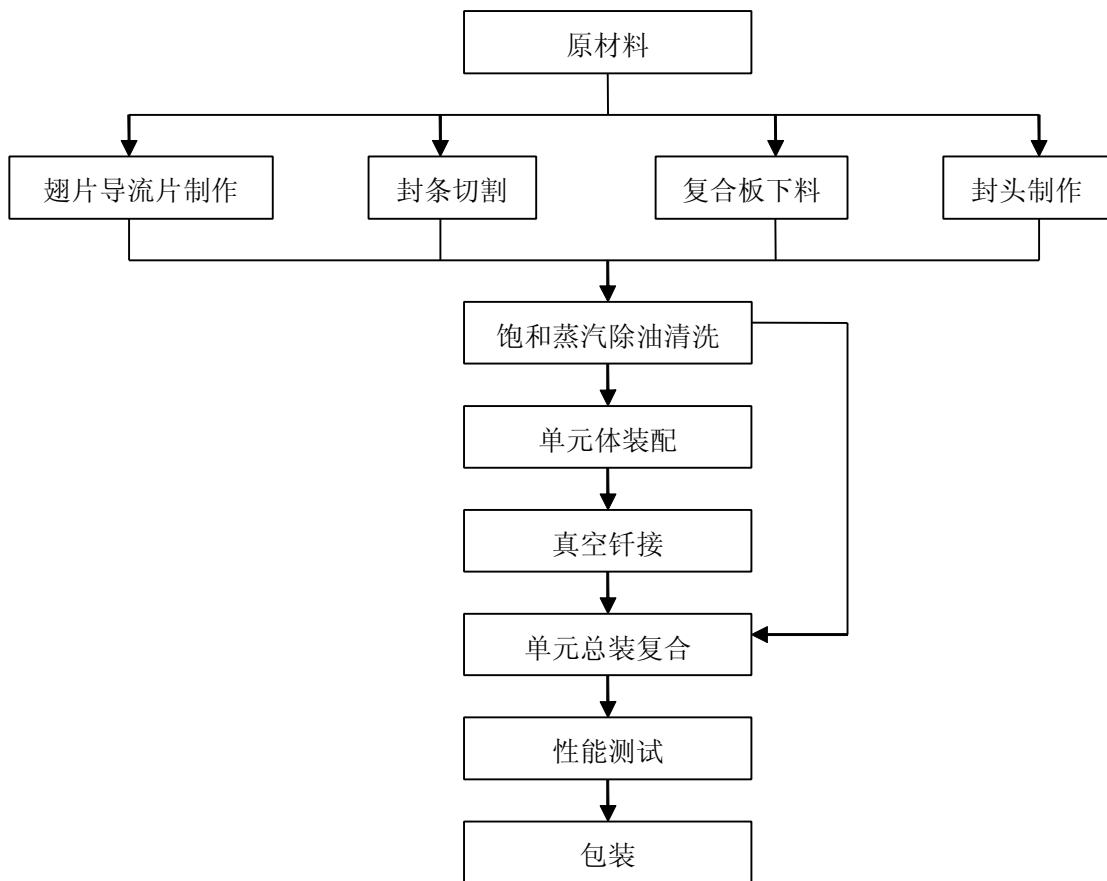 原材料
翅片导流片制作
封条切割
复合板下料
封头制作
饱和蒸汽除油清洗
单元体装配
真空钎接
单元总装复合
性能测试
包装